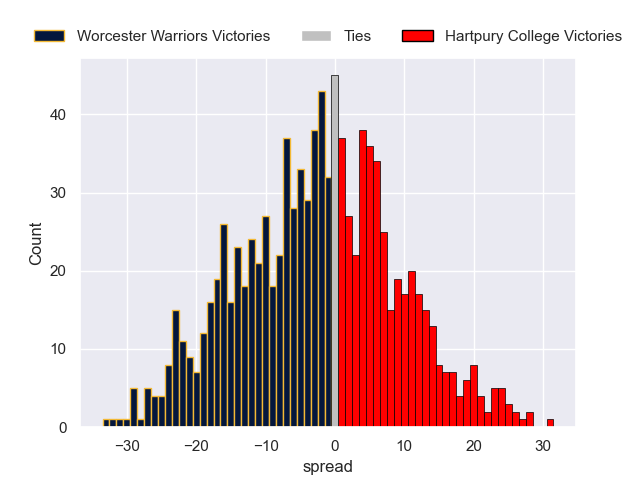 Worcester Warriors Victories Ties Hartpury College Victories
40
30
20
10
0
Count
−30 −20 −10 0 10 20 30
spread